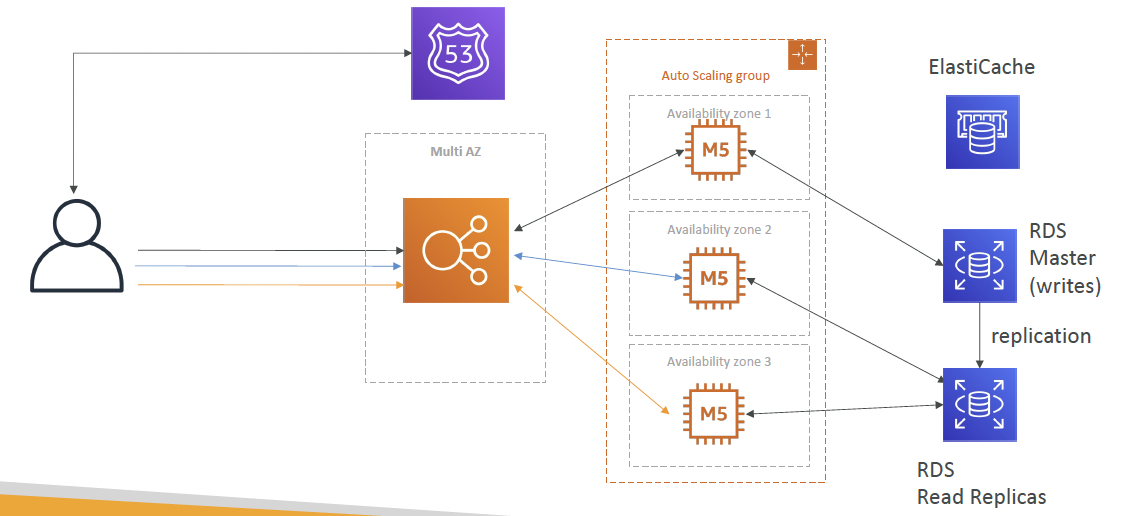 53
Auto Scaling group
ElastiCache
Multi AZ
Availability zone 1
M5
Availability zone 2
M5
Availability zone 3
M5
RDS
Master
(writes)
replication
RDS
Read Replicas